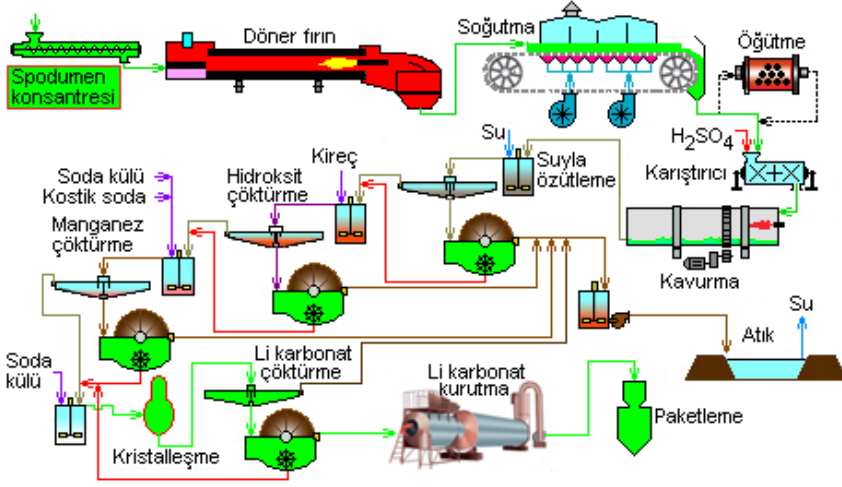 Spodumen
konsantresi
Döner fırın
Soğutma
Öğütme
H₂SO₄
Karıştırıcı
Kavurma
Su
Suyla
özütleme
Kireç
Hidroksit
çöktürme
Soda külü
Kostik soda
Manganez
çöktürme
Su
Atık
Soda
külü
Kristalleşme
Li karbonat
çöktürme
Li karbonat
kurutma
Paketleme